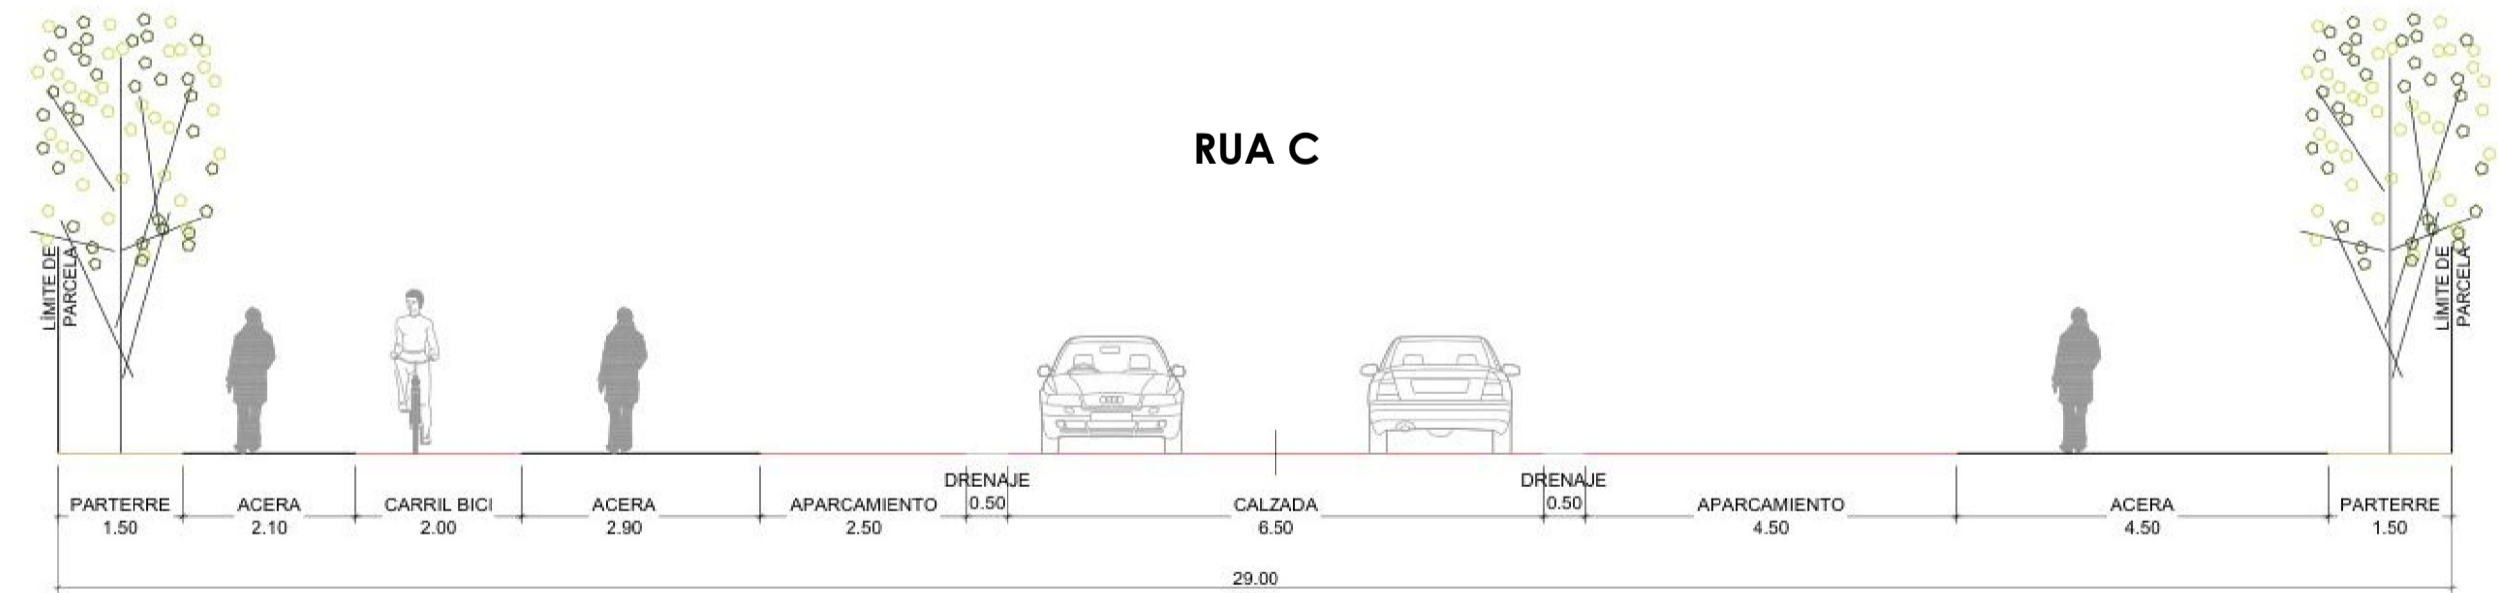 RUA C
LÍMITE DE
PARCELA
LÍMITE DE
PARCELA
PARTERRE
1.50
ACERA
2.10
CARRIL BICI
2.00
ACERA
2.90
APARCAMIENTO
2.50
DRENAJE
0.50
CALZADA
6.50
DRENAJE
0.50
APARCAMIENTO
4.50
ACERA
4.50
PARTERRE
1.50
29.00